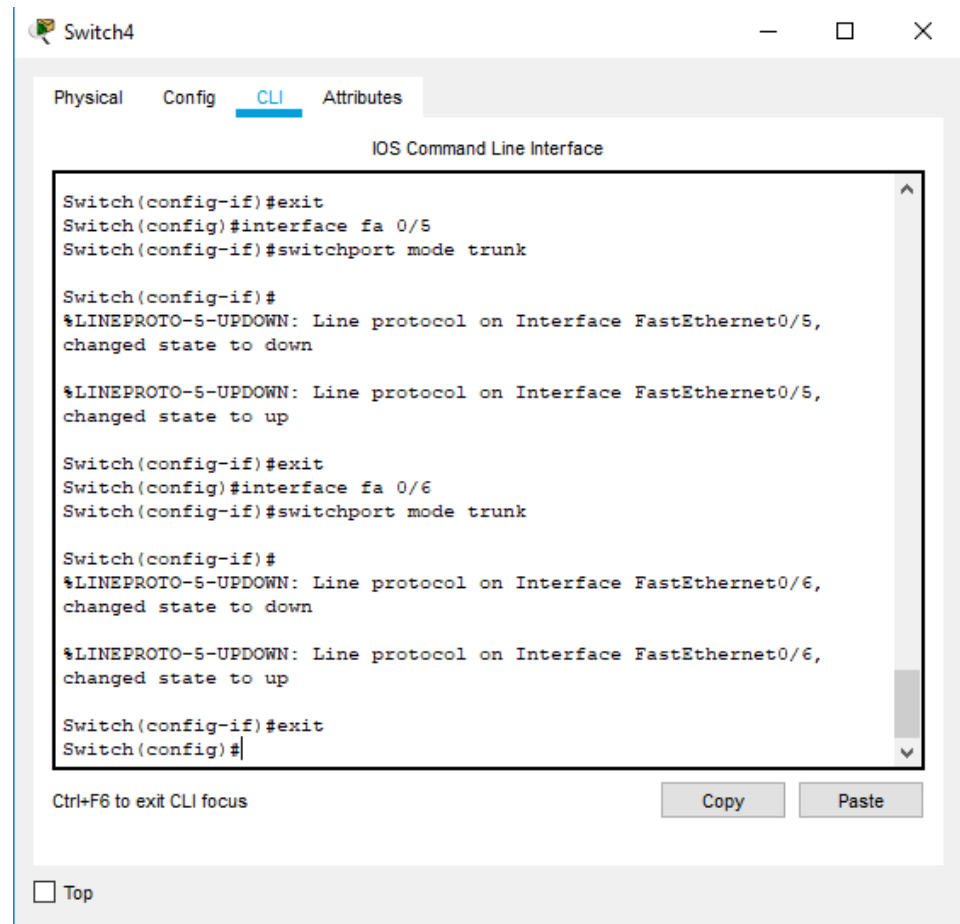 Switch4
Physical Config CLI Attributes
IOS Command Line Interface
Switch(config-if)#exit
Switch(config)#interface fa 0/5
Switch(config-if)#switchport mode trunk
Switch(config-if)#
%LINEPROTO-5-UPDOWN: Line protocol on Interface FastEthernet0/5,
changed state to down
%LINEPROTO-5-UPDOWN: Line protocol on Interface FastEthernet0/5,
changed state to up
Switch(config-if)#exit
Switch(config)#interface fa 0/6
Switch(config-if)#switchport mode trunk
Switch(config-if)#
%LINEPROTO-5-UPDOWN: Line protocol on Interface FastEthernet0/6,
changed state to down
%LINEPROTO-5-UPDOWN: Line protocol on Interface FastEthernet0/6,
changed state to up
Switch(config-if)#exit
Switch(config)#
Ctrl+F6 to exit CLI focus Copy Paste
Top